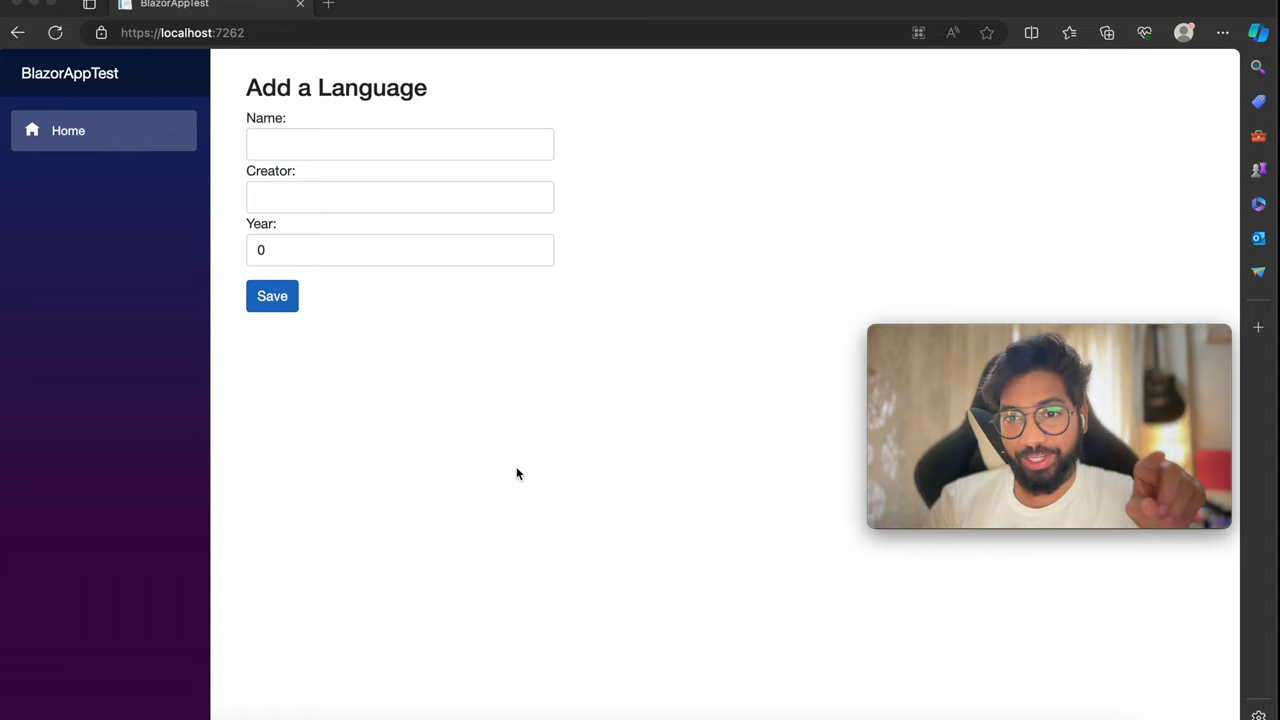 BlazorAppTest
https://localhost:7262
BlazorAppTest
Home
Add a Language
Name:
Creator:
Year:
0
Save